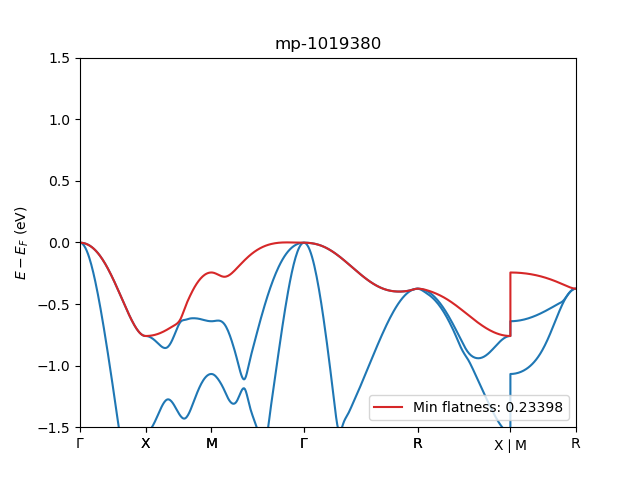 mp-1019380
E − E_F (eV)
1.5
1.0
0.5
0.0
−0.5
−1.0
−1.5
Min flatness: 0.23398
Γ X M Γ R X | M R